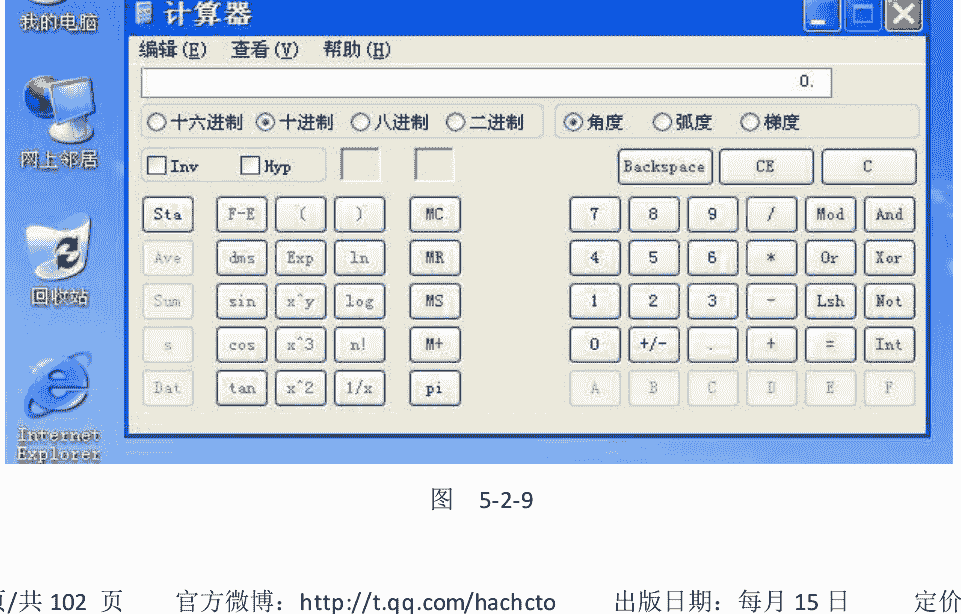 我的电脑
网上邻居
回收站
Internet
Explorer
计算器
编辑(E) 查看(V) 帮助(H)
0.
十六进制 十进制 八进制 二进制 角度 弧度 梯度
Inv Hyp Backspace CE C
Sta F-E ( ) MC 7 8 9 / Mod And
Ave dms Exp ln MR 4 5 6 * Or Xor
Sum sin x^y log MS 1 2 3 - Lsh Not
s cos x^3 n! M+ 0 +/- . + = Int
Dat tan x^2 1/x pi A B C D E F
图 5-2-9
页/共 102 页 官方微博：http://t.qq.com/hachcto 出版日期：每月 15 日 定价